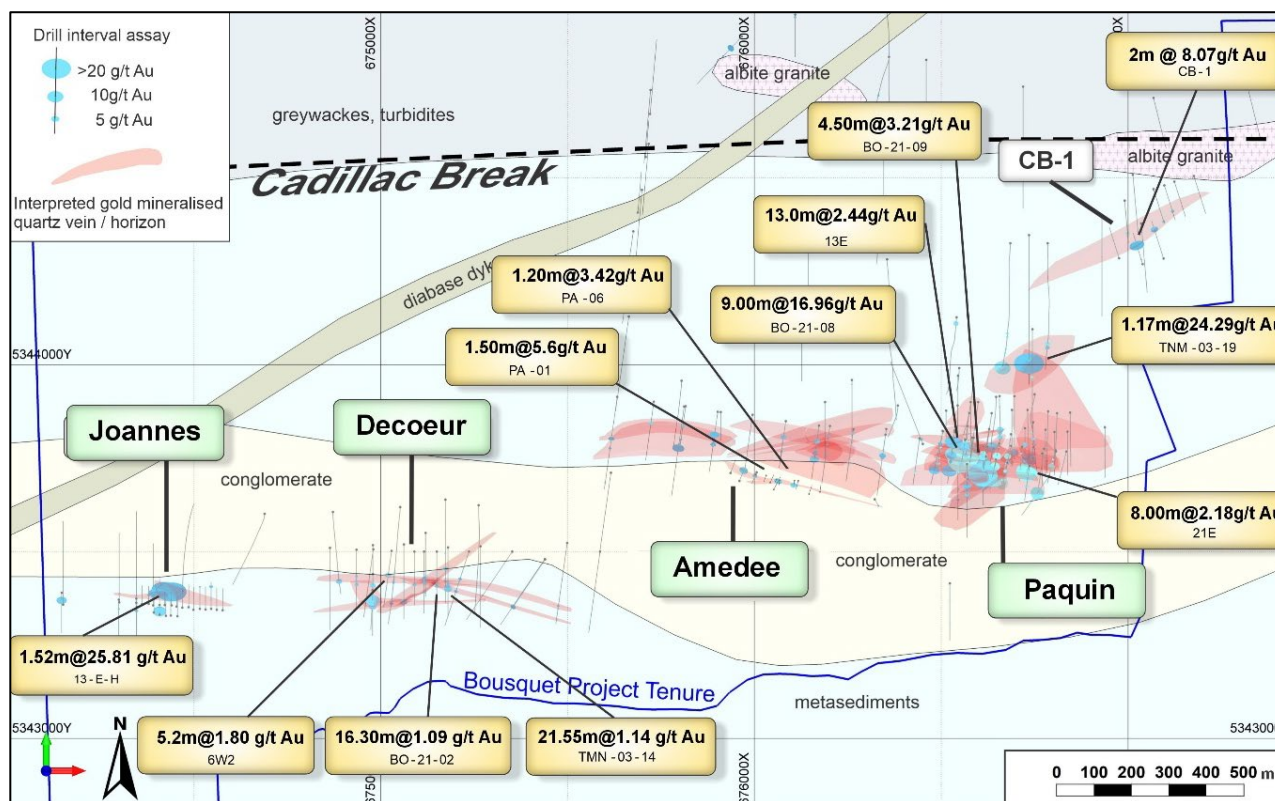 Drill interval assay
>20 g/t Au
10g/t Au
5 g/t Au
Interpreted gold mineralised
quartz vein / horizon
675000X
676000X
albite granite
2m @ 8.07g/t Au
CB-1
greywackes, turbidites
4.50m@3.21g/t Au
BO-21-09
Cadillac Break
CB-1
albite granite
13.0m@2.44g/t Au
13E
diabase dyk
1.20m@3.42g/t Au
PA -06
9.00m@16.96g/t Au
BO-21-08
1.17m@24.29g/t Au
TNM -03-19
5344000Y
1.50m@5.6g/t Au
PA -01
Joannes
Decoeur
conglomerate
8.00m@2.18g/t Au
21E
Amedee
conglomerate
Paquin
1.52m@25.81 g/t Au
13-E-H
Bousquet Project Tenure
metasediments
5343000Y
5343000
N
5.2m@1.80 g/t Au
6W2
16.30m@1.09 g/t Au
BO-21-02
21.55m@1.14 g/t Au
TMN -03-14
675000
676000X
0 100 200 300 400 500 m